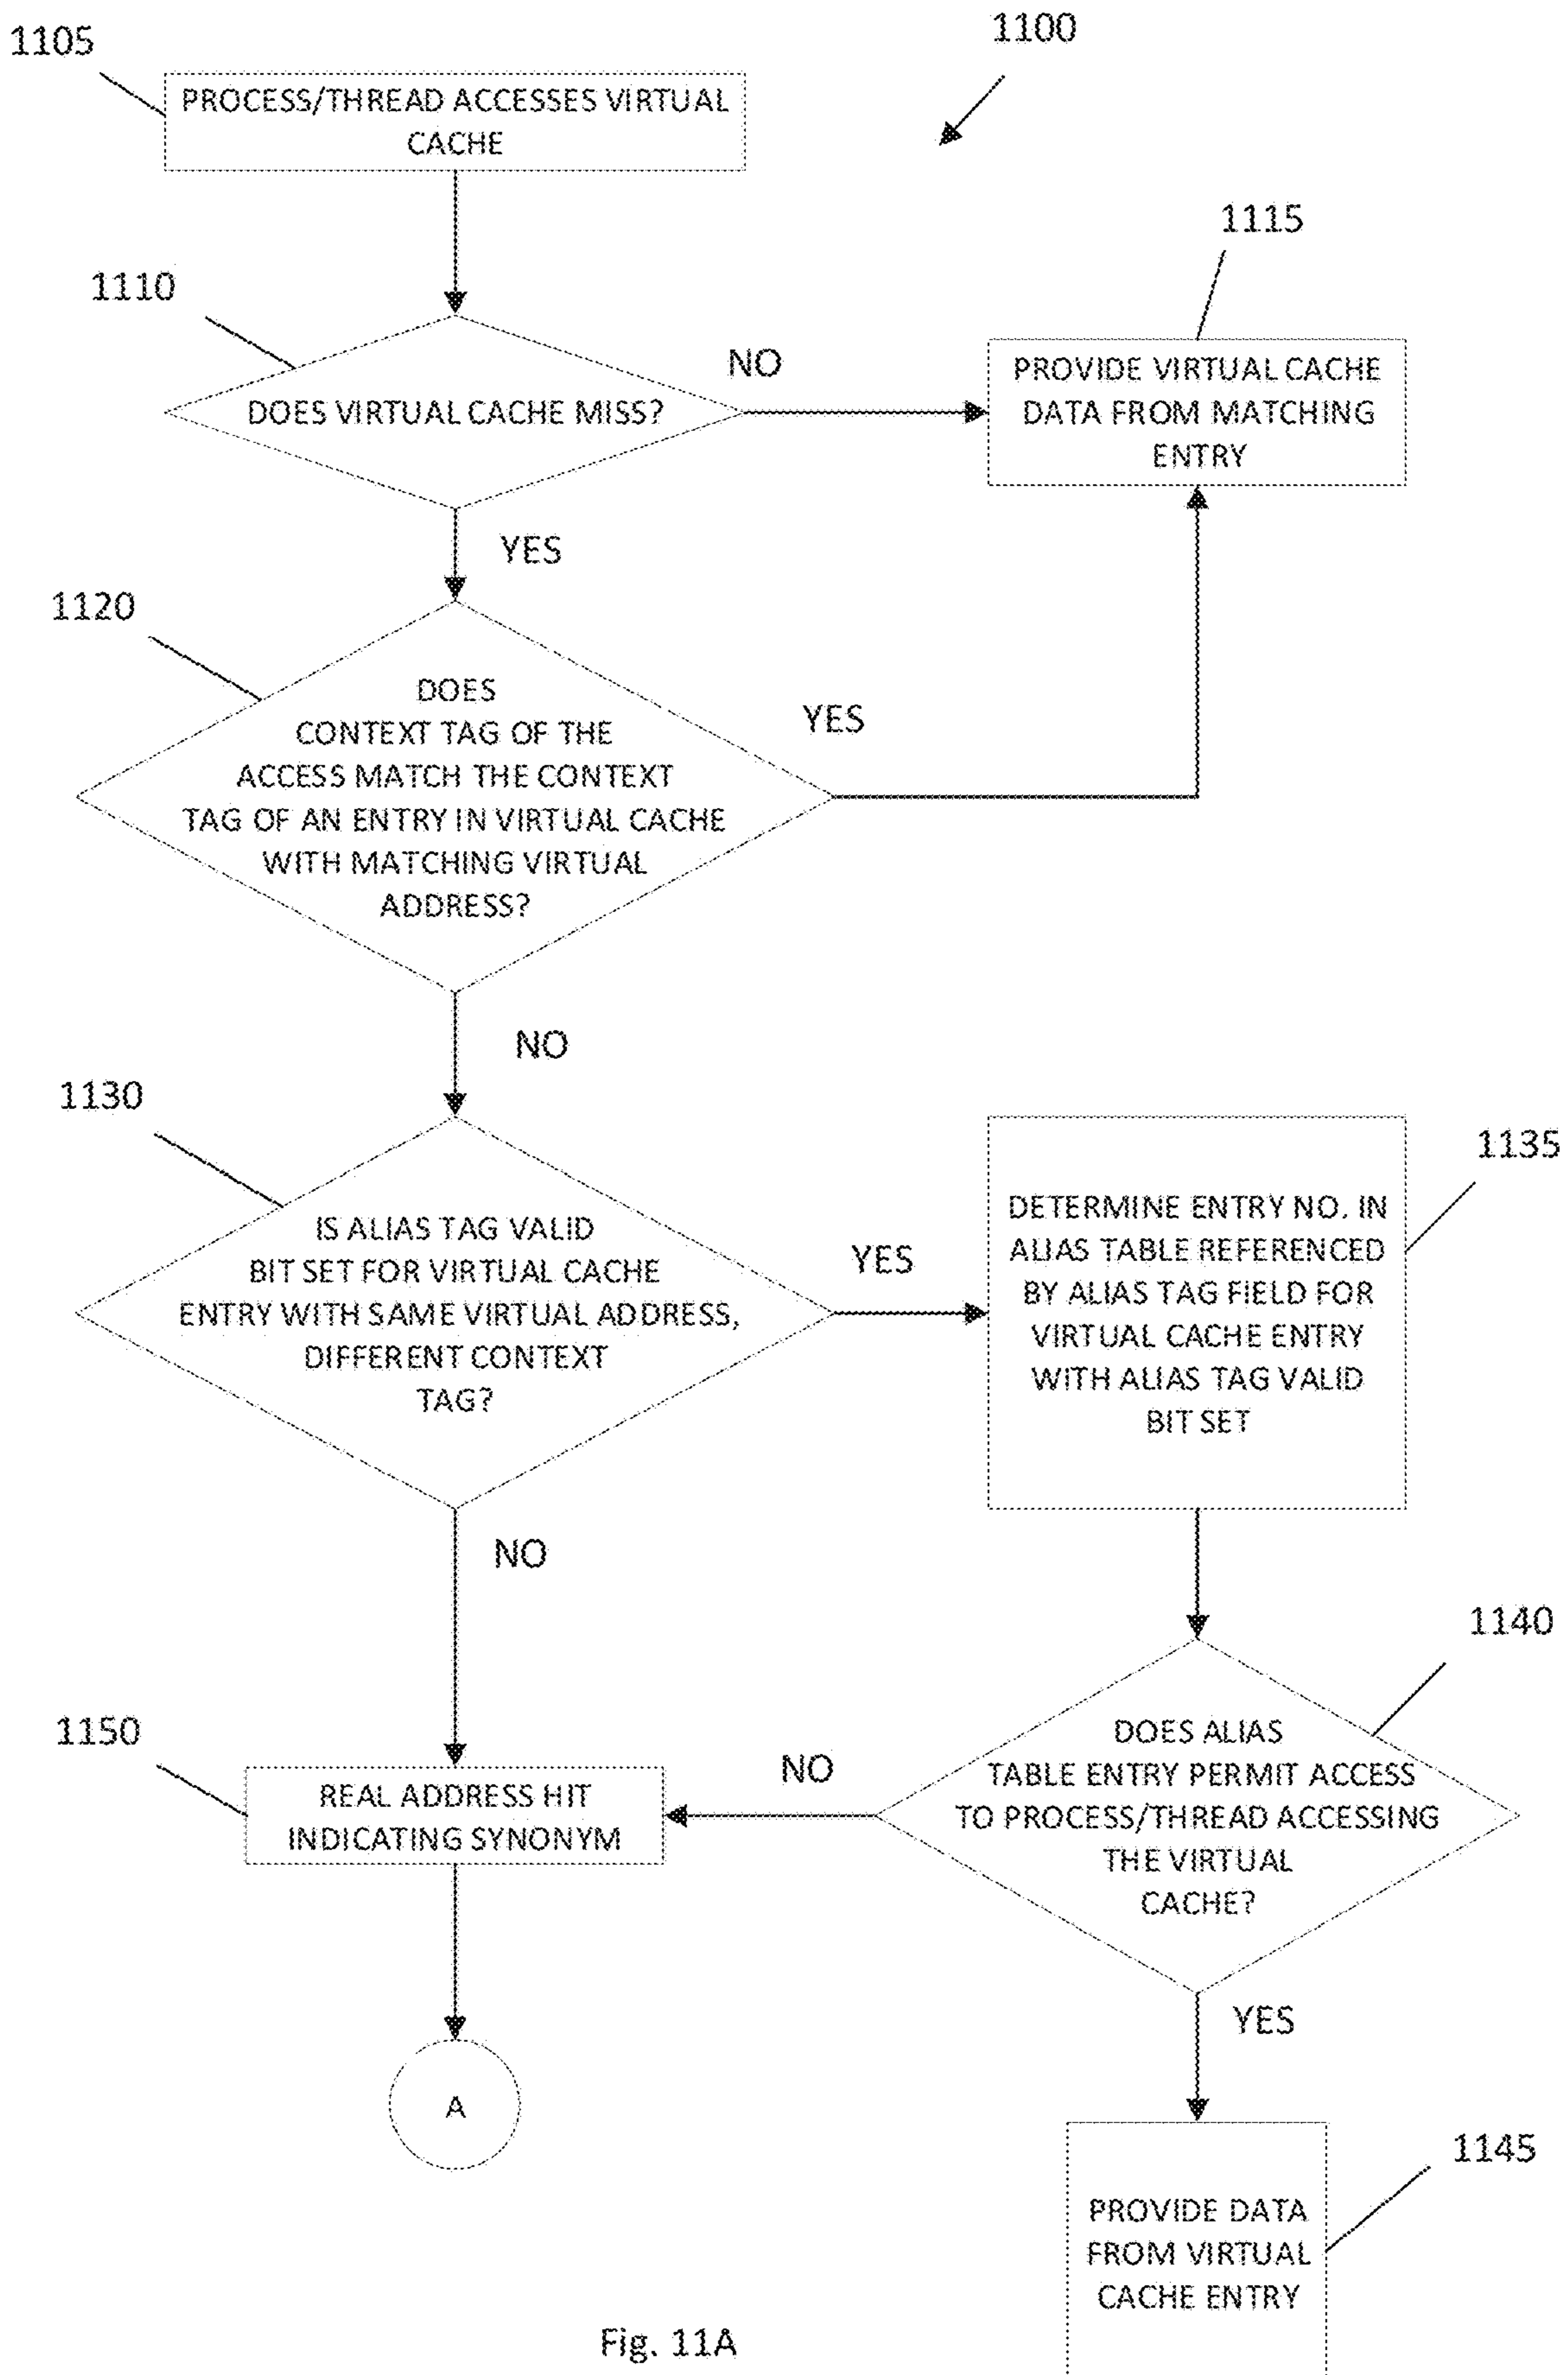 1105
1100
PROCESS/THREAD ACCESSES VIRTUAL
CACHE
1115
1110
NO
PROVIDE VIRTUAL CACHE
DATA FROM MATCHING
ENTRY
DOES VIRTUAL CACHE MISS?
YES
1120
DOES
CONTEXT TAG OF THE
ACCESS MATCH THE CONTEXT
TAG OF AN ENTRY IN VIRTUAL CACHE
WITH MATCHING VIRTUAL
ADDRESS?
YES
NO
1130
1135
IS ALIAS TAG VALID
BIT SET FOR VIRTUAL CACHE
ENTRY WITH SAME VIRTUAL ADDRESS,
DIFFERENT CONTEXT
TAG?
YES
DETERMINE ENTRY NO. IN
ALIAS TABLE REFERENCED
BY ALIAS TAG FIELD FOR
VIRTUAL CACHE ENTRY
WITH ALIAS TAG VALID
BIT SET
NO
1140
1150
REAL ADDRESS HIT
INDICATING SYNONYM
NO
DOES ALIAS
TABLE ENTRY PERMIT ACCESS
TO PROCESS/THREAD ACCESSING
THE VIRTUAL
CACHE?
YES
A
1145
PROVIDE DATA
FROM VIRTUAL
CACHE ENTRY
Fig. 11A